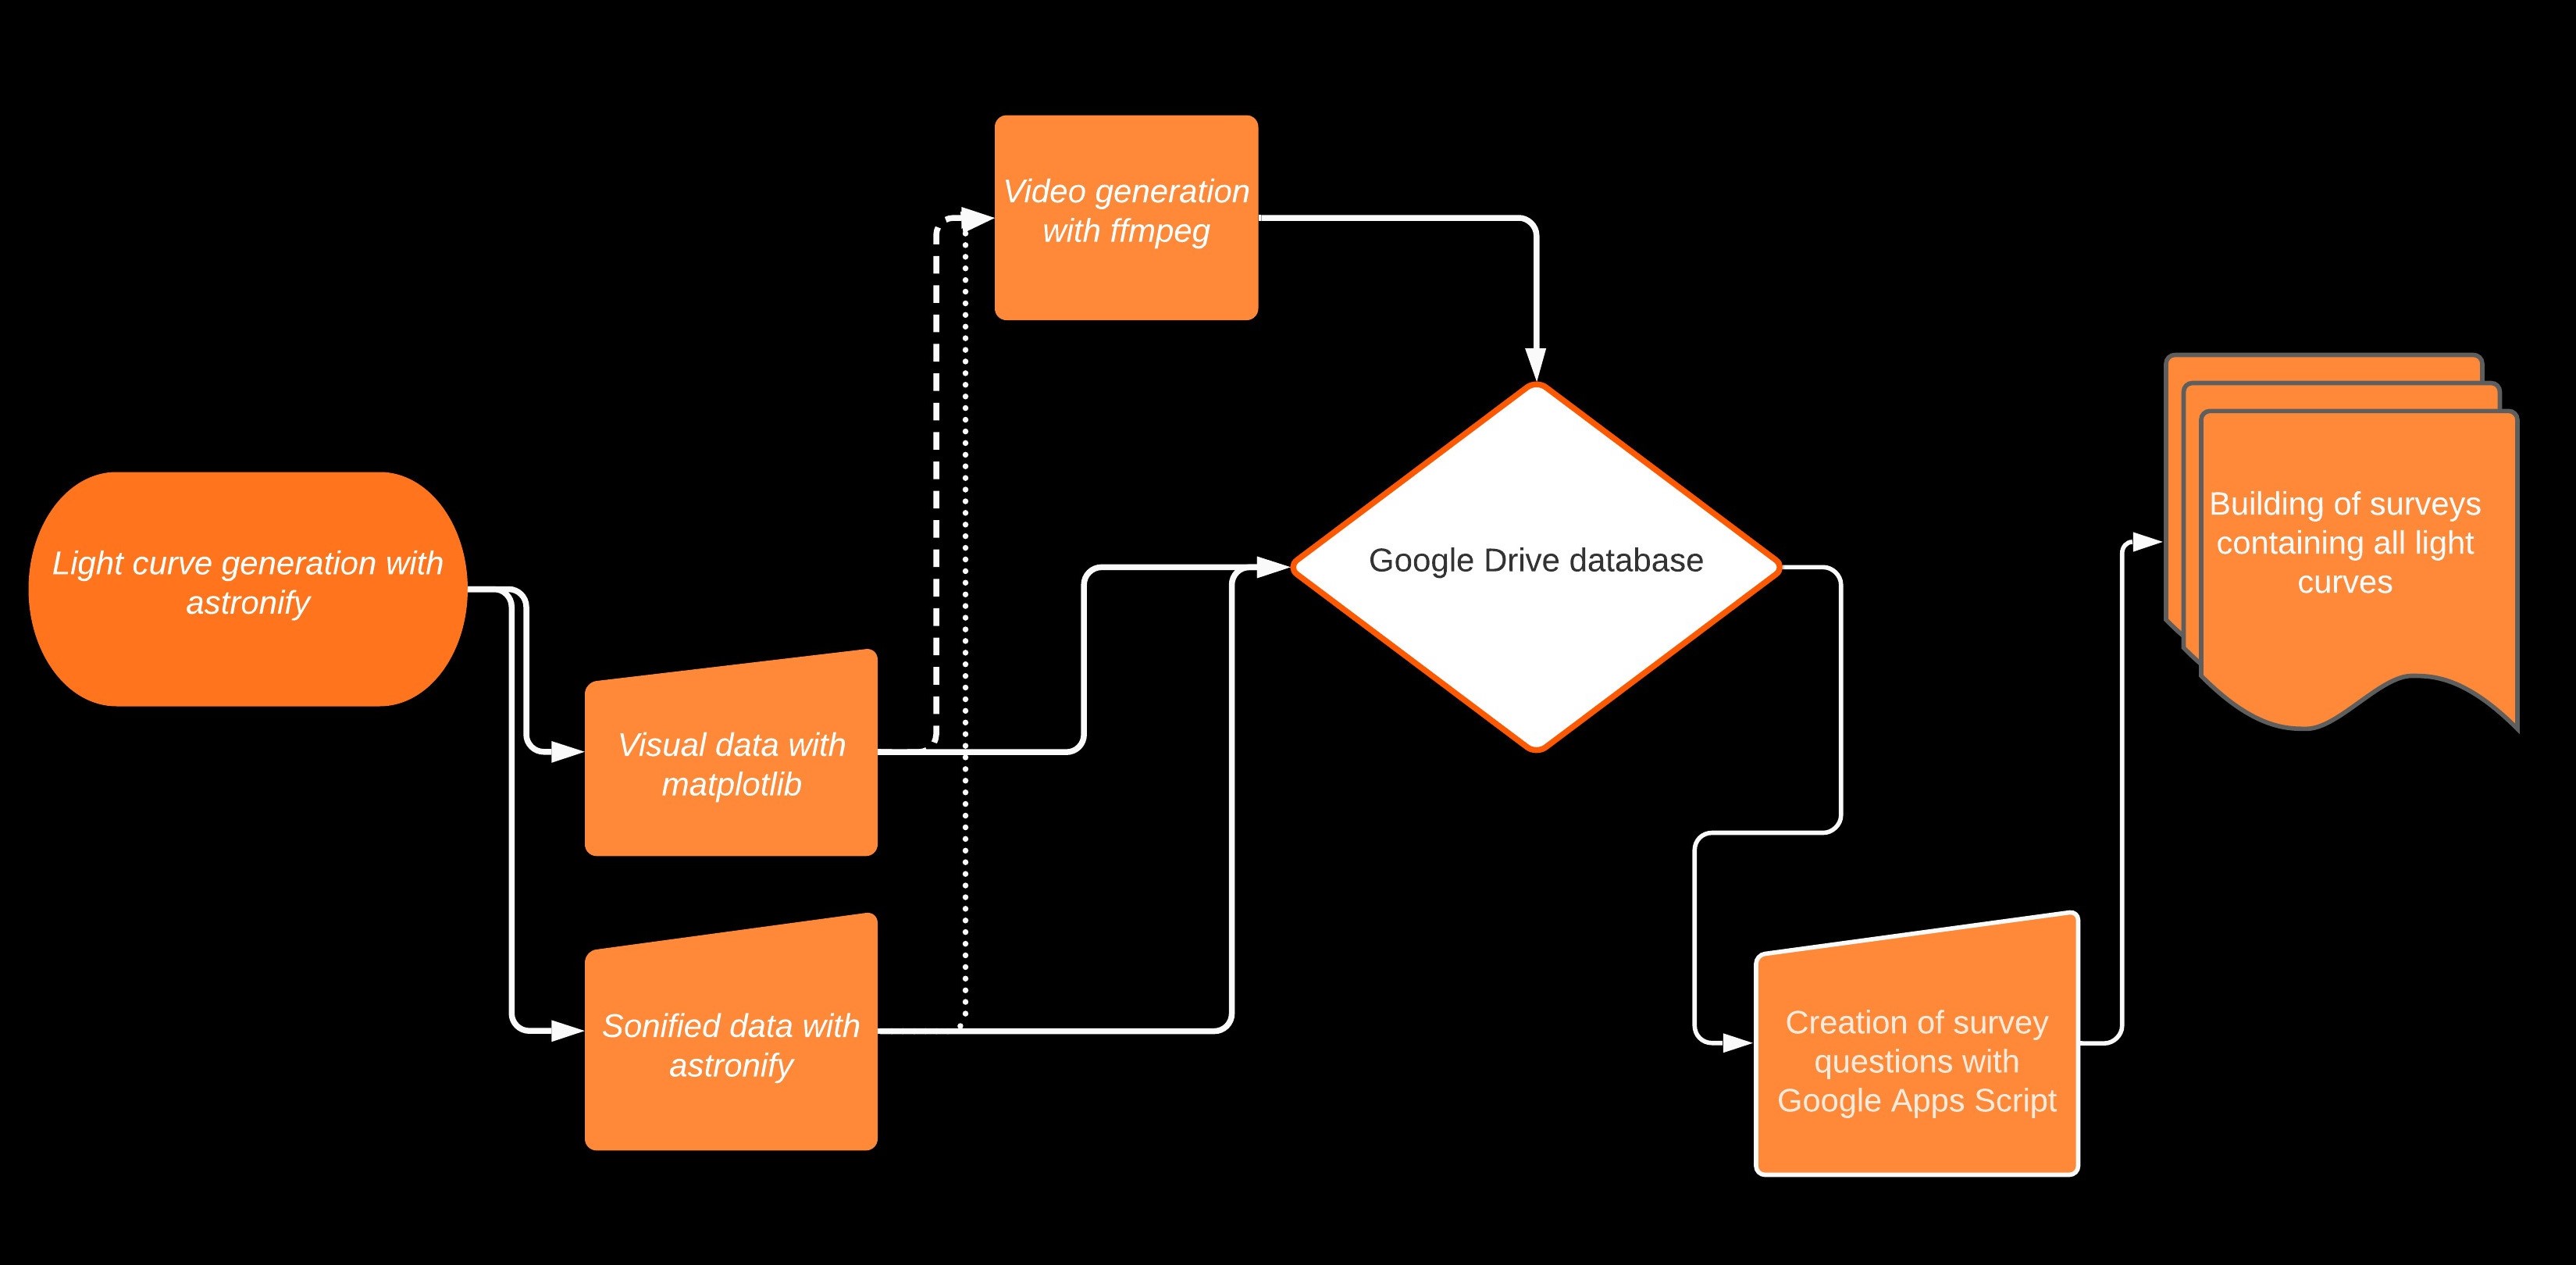 Light curve generation with
astronify
Visual data with
matplotlib
Sonified data with
astronify
Video generation
with ffmpeg
Google Drive database
Creation of survey
questions with
Google Apps Script
Building of surveys
containing all light
curves